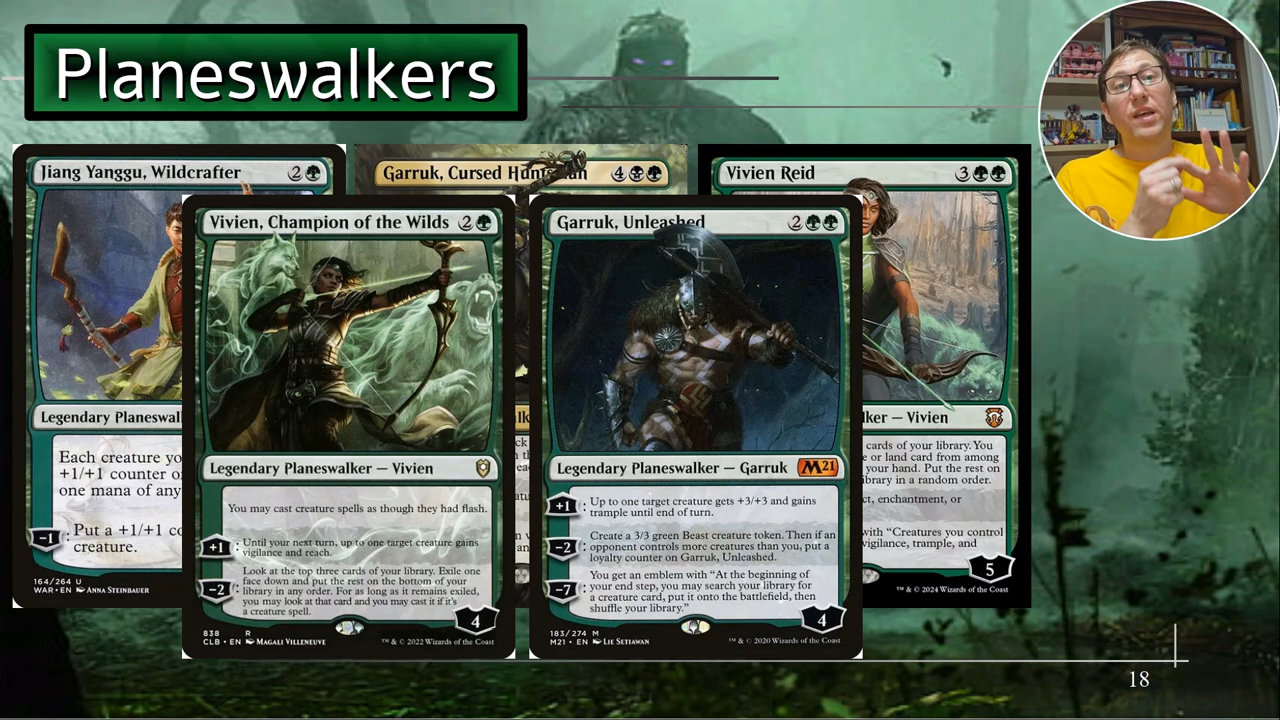 Planeswalkers
Jiang Yanggu, Wildcrafter 2
Legendary Planeswal
Each creature yo
+1/+1 counter o
one mana of any
-1 : Put a +1/+1 co
creature.
164/264 U
WAR • EN ANNA STEINBAUER
Garruk, Cursed Huntsman 4
Vivien Reid 3
ker — Vivien
cards of your library. You
e or land card from among
your hand. Put the rest on
ibrary in a random order.
ct, enchantment, or
with “Creatures you control
vigilance, trample, and
5
™ & © 2024 Wizards of the Coast
Vivien, Champion of the Wilds 2
Legendary Planeswalker — Vivien
You may cast creature spells as though they had flash.
+1 : Until your next turn, up to one target creature gains
vigilance and reach.
-2 : Look at the top three cards of your library. Exile one
face down and put the rest on the bottom of your
library in any order. For as long as it remains exiled,
you may look at that card and you may cast it if it's
a creature spell.
4
838 R
CLB • EN MAGALI VILLENEUVE
™ & © 2022 Wizards of the Coast
Garruk, Unleashed 2
Legendary Planeswalker — Garruk M21
+1 : Up to one target creature gets +3/+3 and gains
trample until end of turn.
-2 : Create a 3/3 green Beast creature token. Then if an
opponent controls more creatures than you, put a
loyalty counter on Garruk, Unleashed.
-7 : You get an emblem with “At the beginning of
your end step, you may search your library for
a creature card, put it onto the battlefield, then
shuffle your library.”
4
183/274 M
M21 • EN LIE SETIAWAN
™ & © 2020 Wizards of the Coast
18